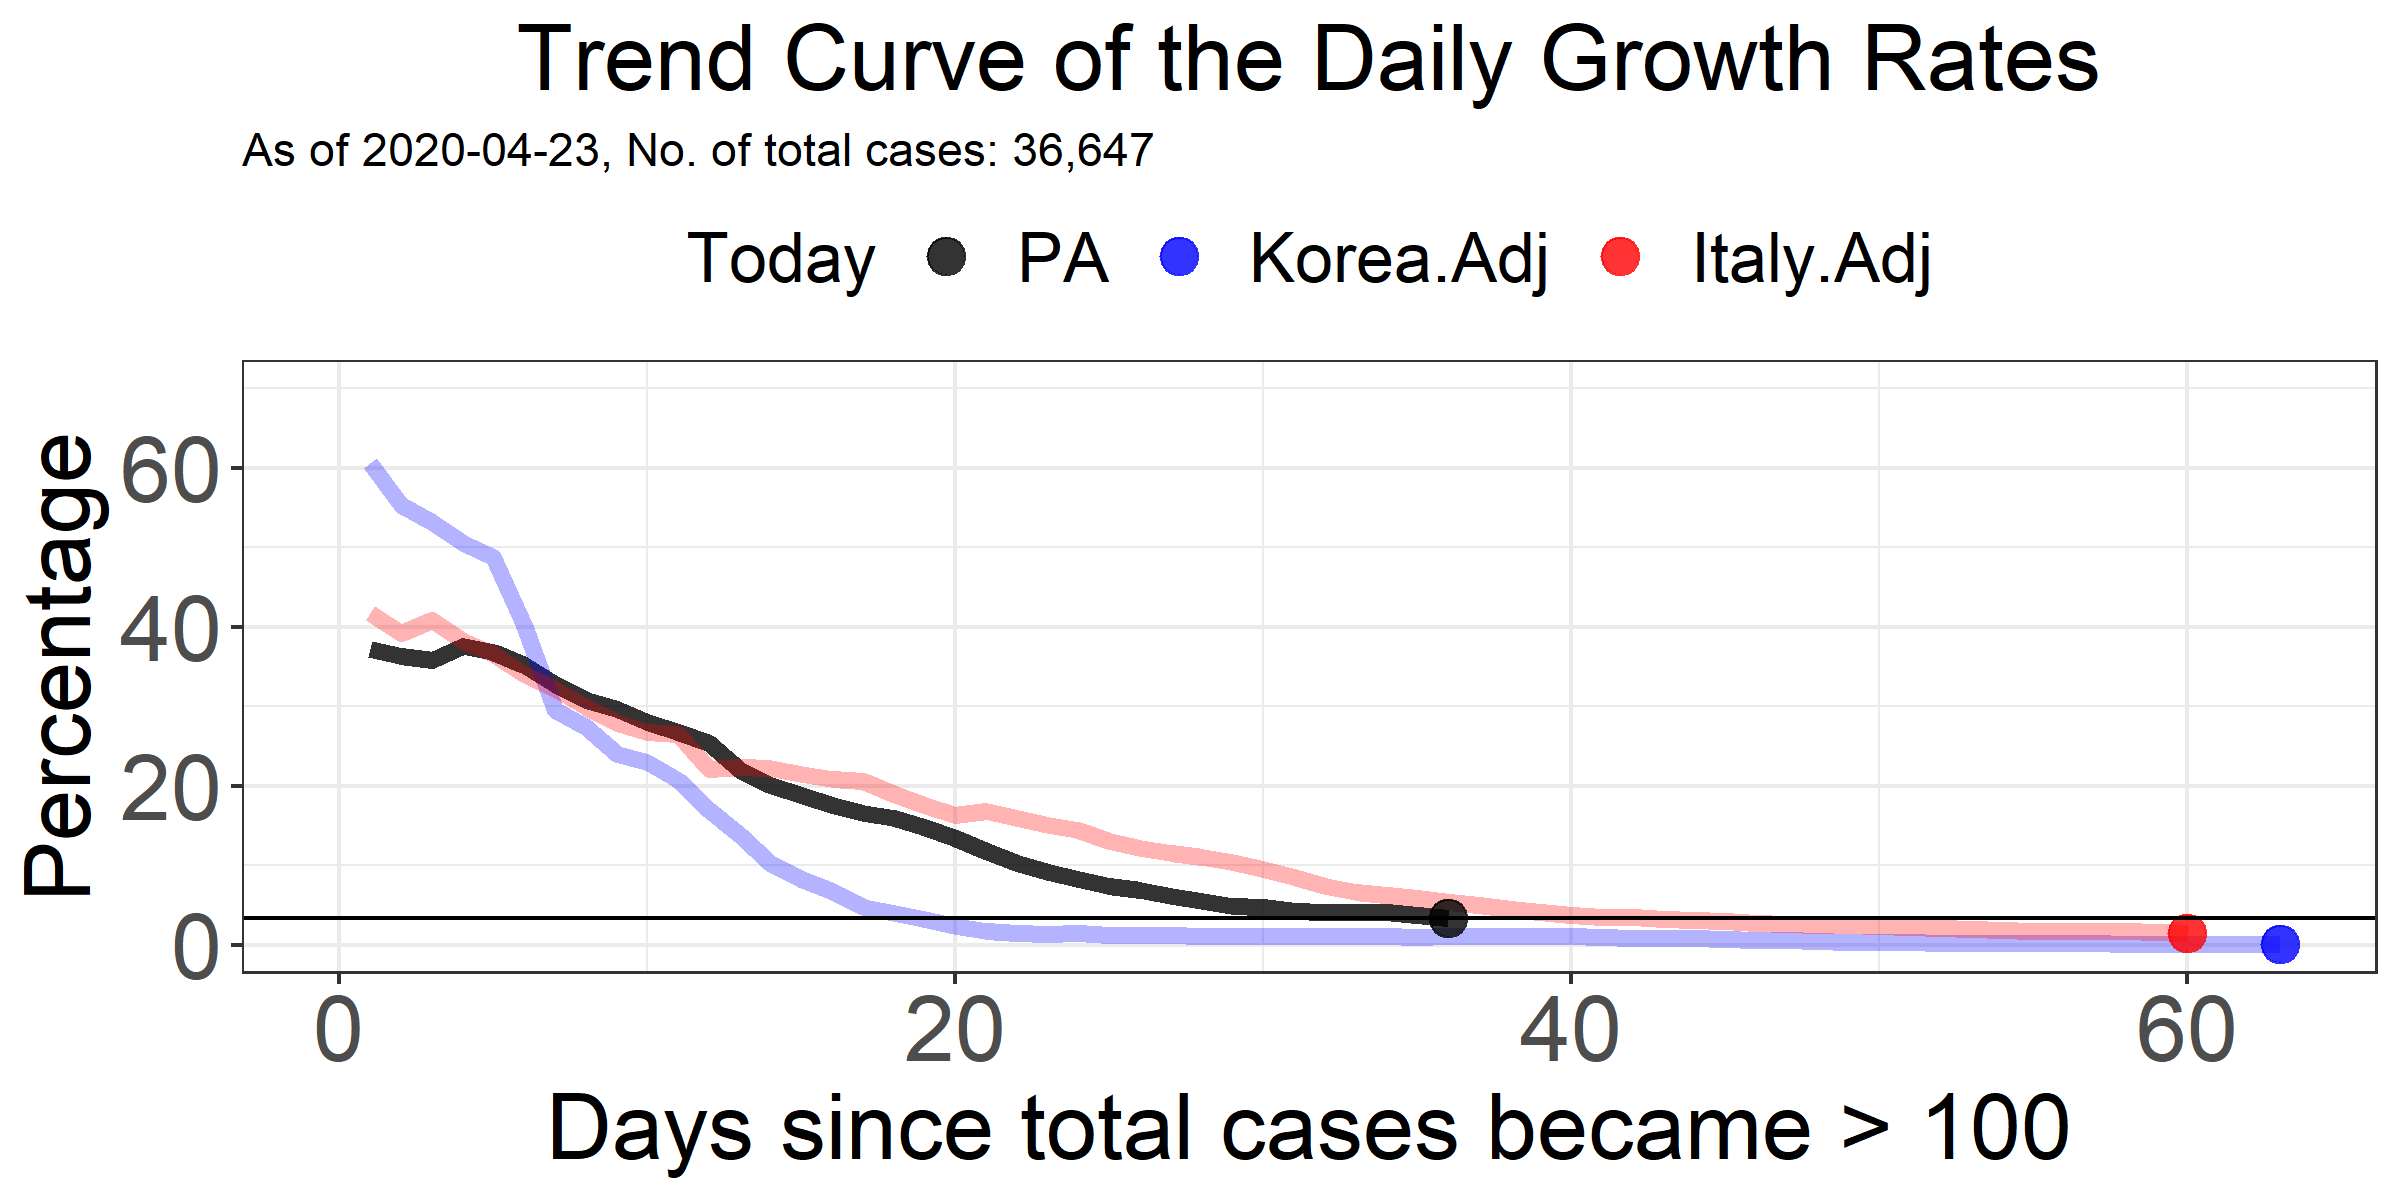 Trend Curve of the Daily Growth Rates
As of 2020-04-23, No. of total cases: 36,647
Today PA Korea.Adj Italy.Adj
Percentage
60
40
20
0
0 20 40 60
Days since total cases became > 100